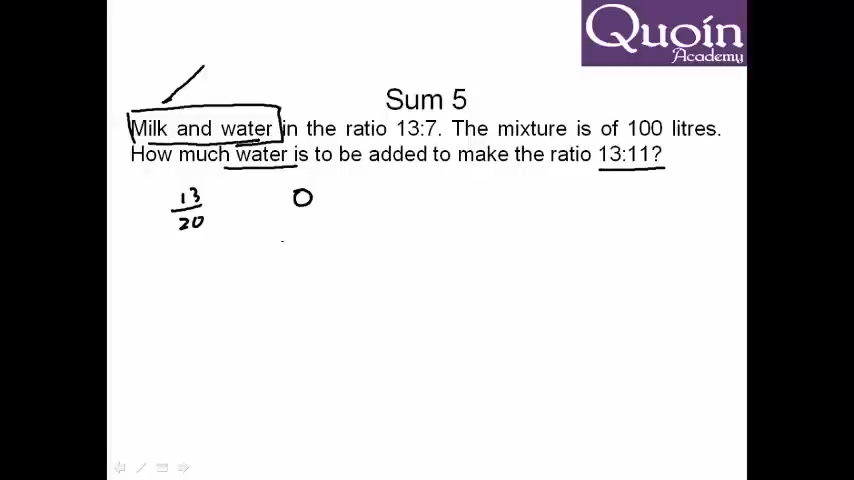 Quoin
Academy
Sum 5
Milk and water in the ratio 13:7. The mixture is of 100 litres.
How much water is to be added to make the ratio 13:11?
13 0
20